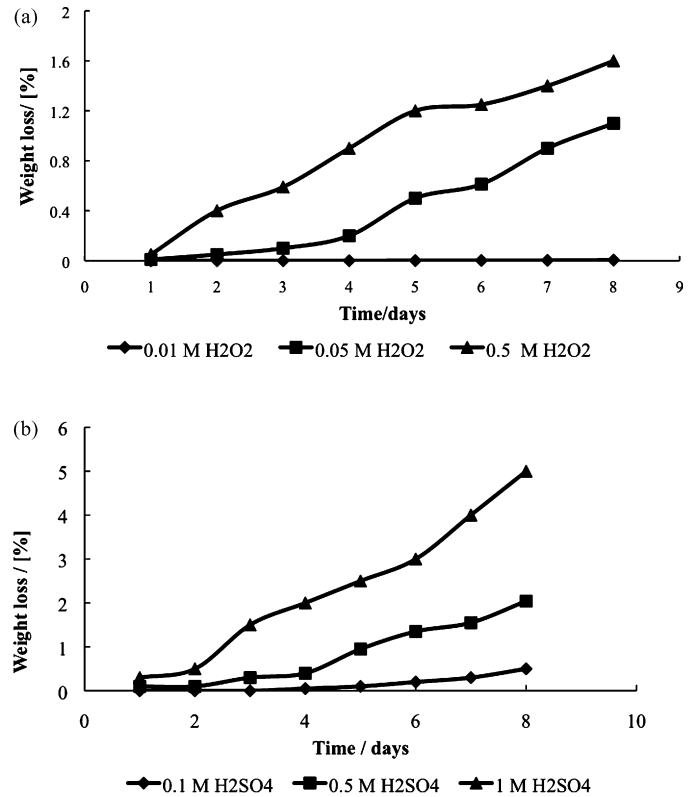 (a)
Weight loss/ [%]
2
1.6
1.2
0.8
0.4
0
0 1 2 3 4 5 6 7 8 9
Time/days
0.01 M H2O2 0.05 M H2O2 0.5 M H2O2
(b)
Weight loss / [%]
6
5
4
3
2
1
0
0 2 4 6 8 10
Time / days
0.1 M H2SO4 0.5 M H2SO4 1 M H2SO4